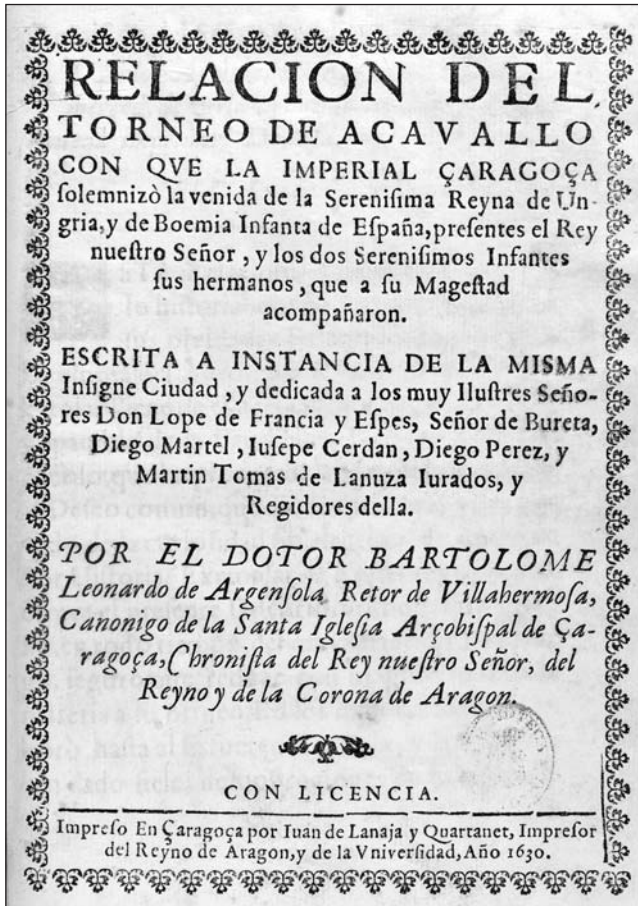 RELACION DEL
TORNEO DE ACAVALLO
CON QVE LA IMPERIAL ÇARAGOÇA
ſolemnizò la venida de la Sereniſima Reyna de Un-
gria, y de Boemia Infanta de Eſpaña, preſentes el Rey
nueſtro Señor, y los dos Sereniſimos Infantes
ſus hermanos, que a ſu Mageſtad
acompañaron.
ESCRITA A INSTANCIA DE LA MISMA
Inſigne Ciudad, y dedicada a los muy Iluſtres Seño-
res Don Lope de Francia y Eſpes, Señor de Bureta,
Diego Martel, Iuſepe Cerdan, Diego Perez, y
Martin Tomas de Lanuza Iurados, y
Regidores della.
POR EL DOTOR BARTOLOME
Leonardo de Argenſola, Retor de Villahermoſa,
Canonigo de la Santa Igleſia Arçobiſpal de Ça-
ragoça, Chroniſta del Rey nueſtro Señor, del
Reyno y de la Corona de Aragon.
CON LICENCIA.
Impreſo En Çaragoça por Iuan de Lanaja y Quartanet, Impreſor
del Reyno de Aragon, y de la Vniverſidad, Año 1630.